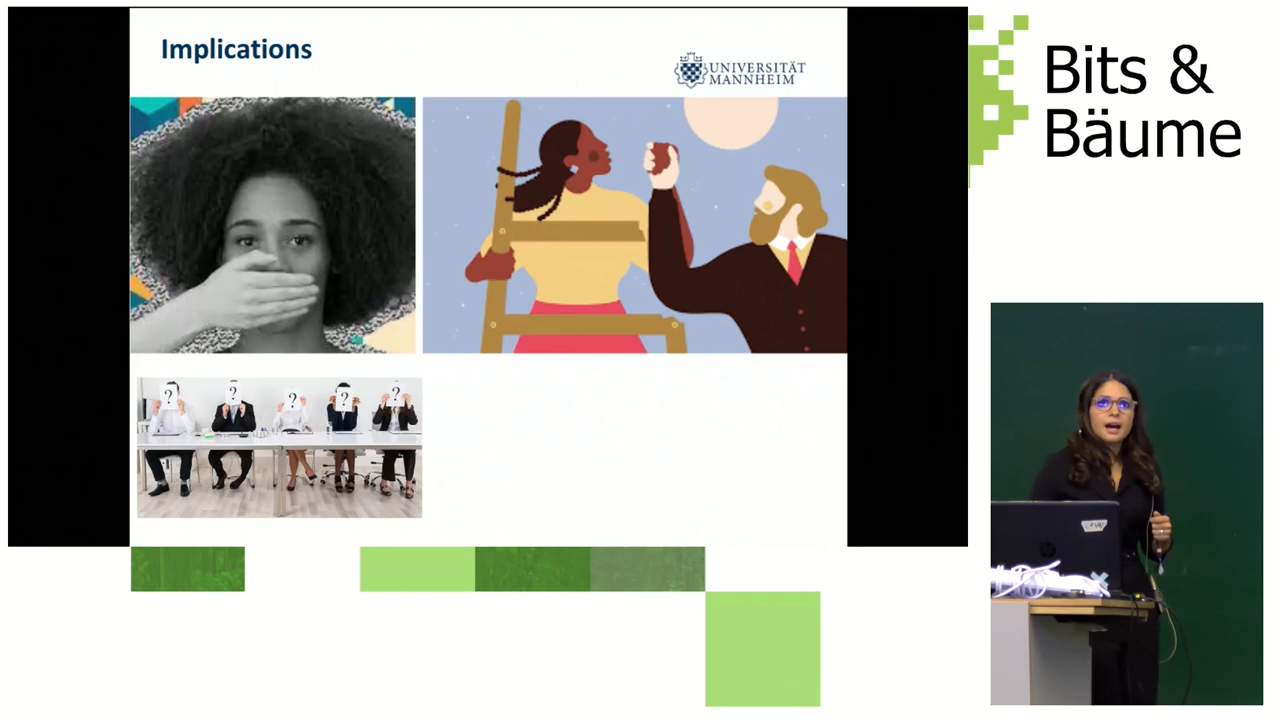 Implications
UNIVERSITÄT
MANNHEIM
Bits &
Bäume
? ? ? ? ?